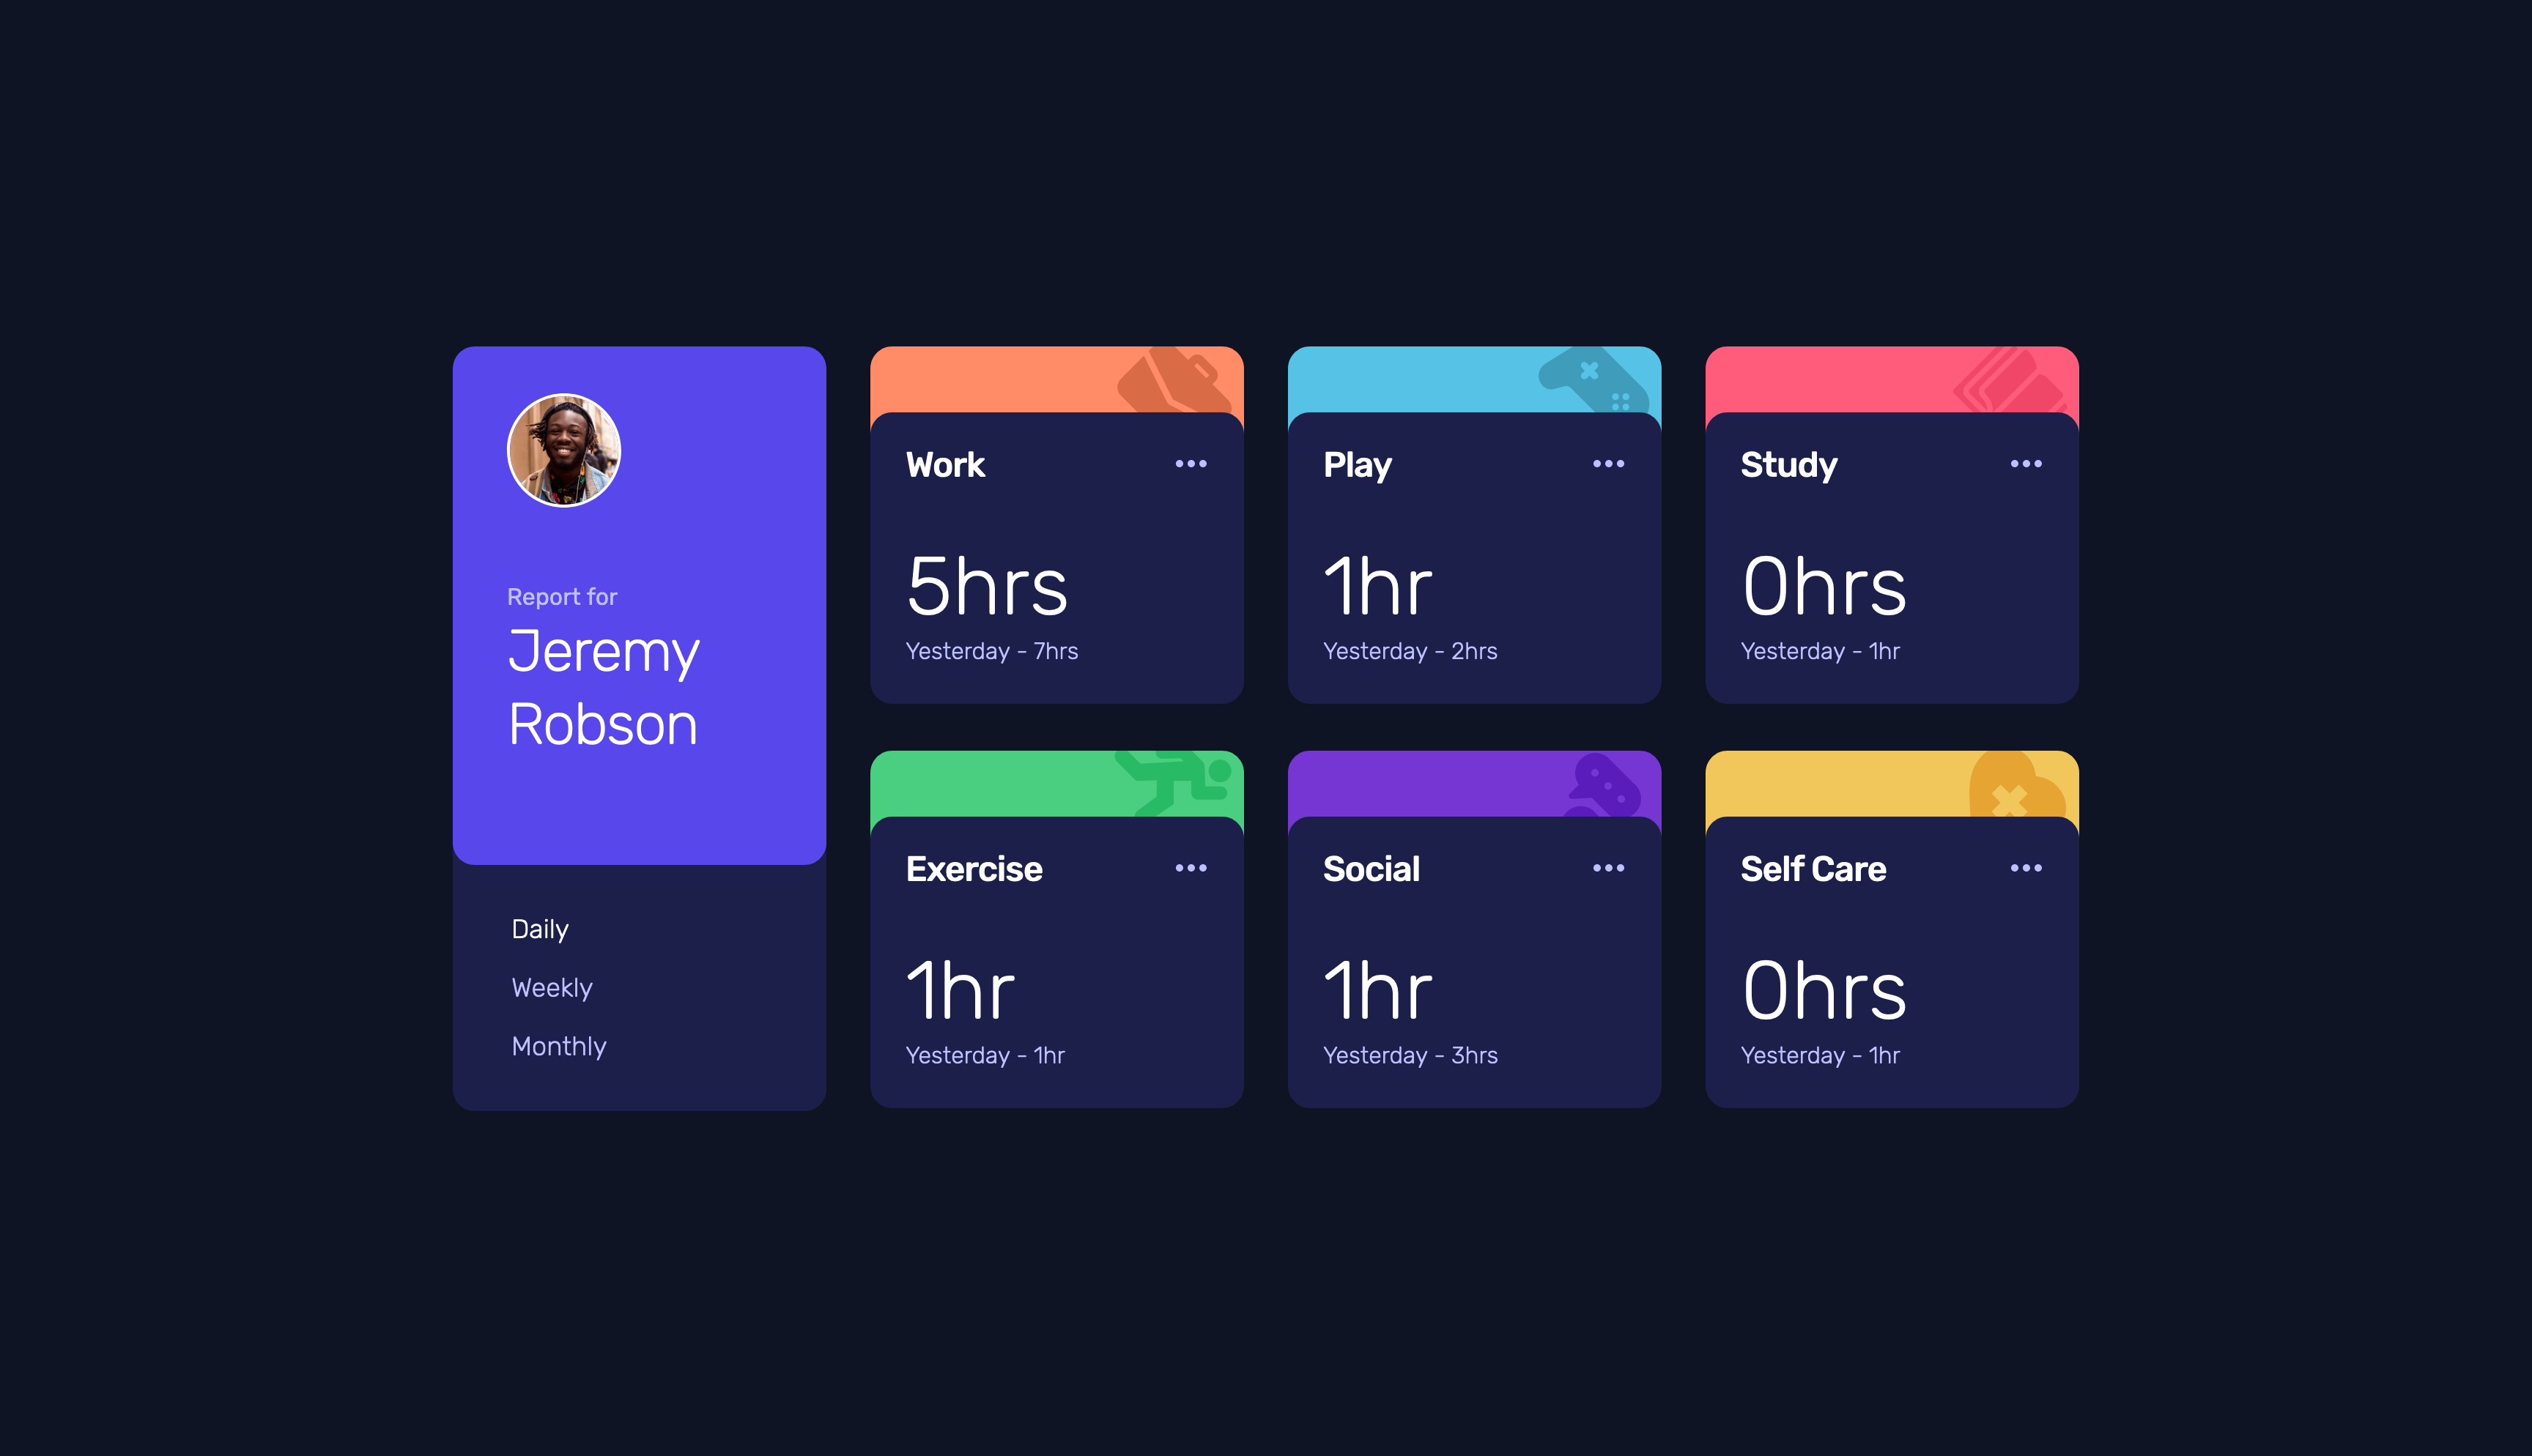 Report for
Jeremy
Robson
Daily
Weekly
Monthly
Work
5hrs
Yesterday - 7hrs
Play
1hr
Yesterday - 2hrs
Study
0hrs
Yesterday - 1hr
Exercise
1hr
Yesterday - 1hr
Social
1hr
Yesterday - 3hrs
Self Care
0hrs
Yesterday - 1hr